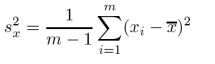 $s_x^2 = \frac{1}{m-1} \sum_{i=1}^{m} (x_i - \overline{x})^2$